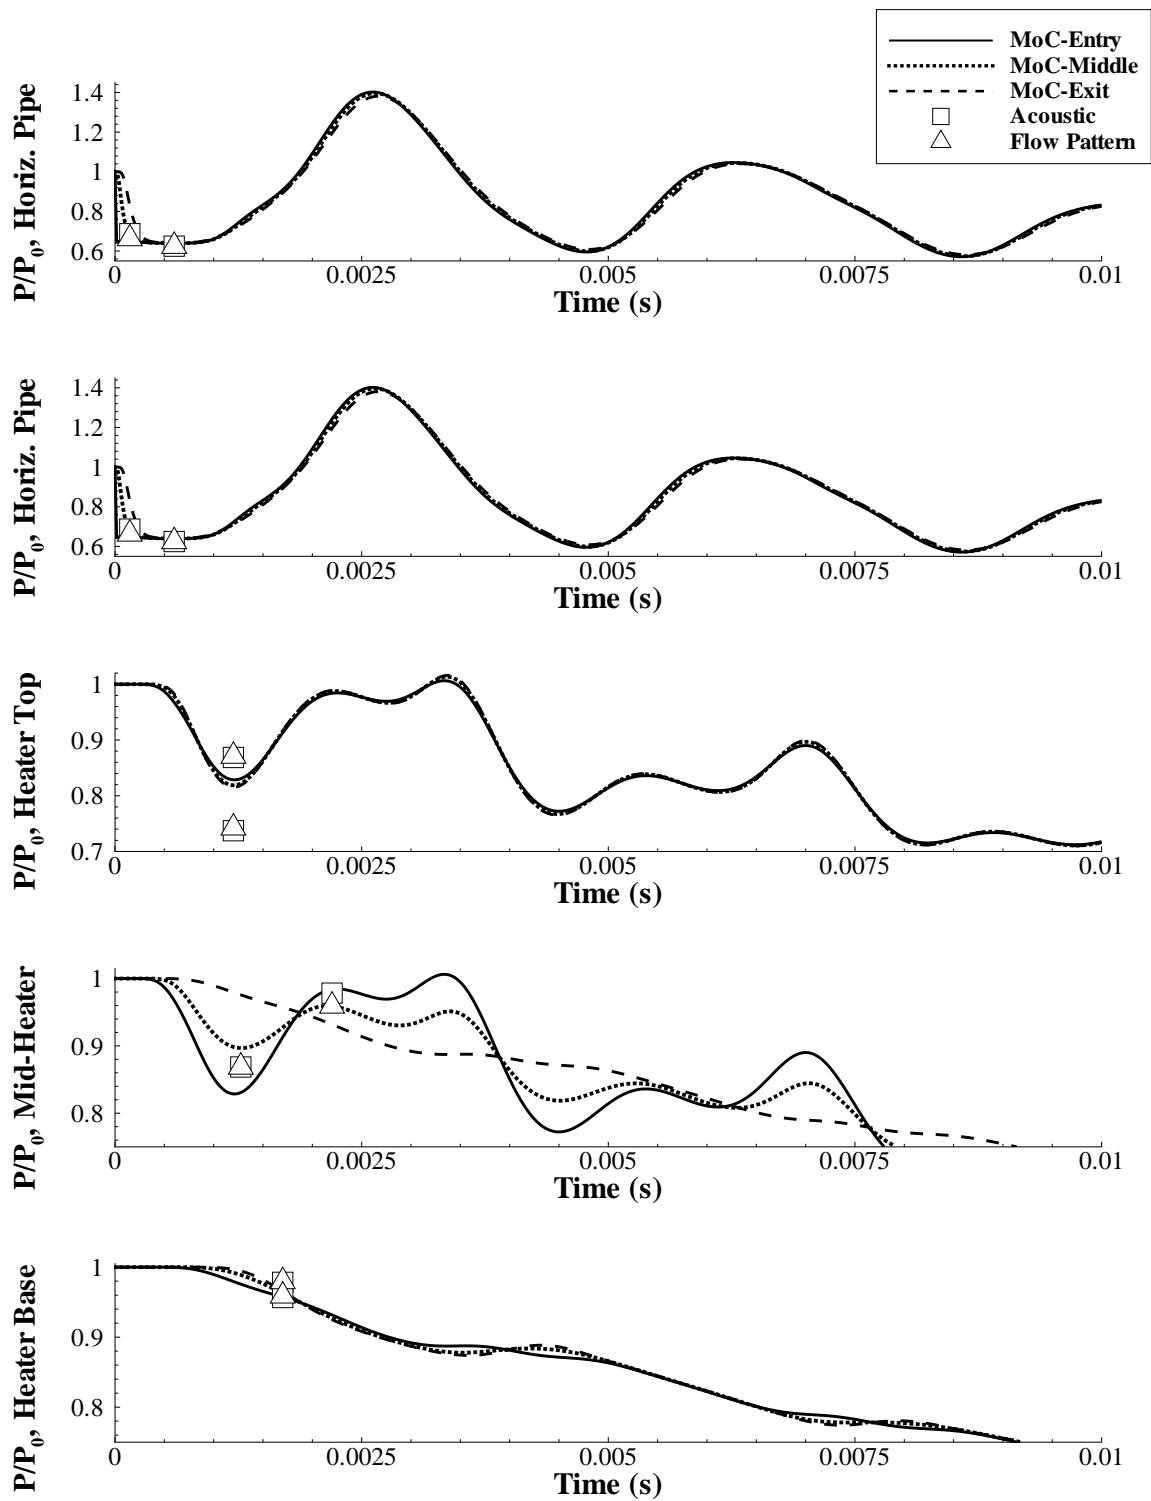 MoC-Entry
MoC-Middle
MoC-Exit
Acoustic
Flow Pattern
P/P0, Horiz. Pipe
1.4
1.2
1
0.8
0.6
0 0.0025 0.005 0.0075 0.01
Time (s)
P/P0, Horiz. Pipe
1.4
1.2
1
0.8
0.6
0 0.0025 0.005 0.0075 0.01
Time (s)
P/P0, Heater Top
1
0.9
0.8
0.7
0 0.0025 0.005 0.0075 0.01
Time (s)
P/P0, Mid-Heater
1
0.9
0.8
0 0.0025 0.005 0.0075 0.01
Time (s)
P/P0, Heater Base
1
0.9
0.8
0 0.0025 0.005 0.0075 0.01
Time (s)